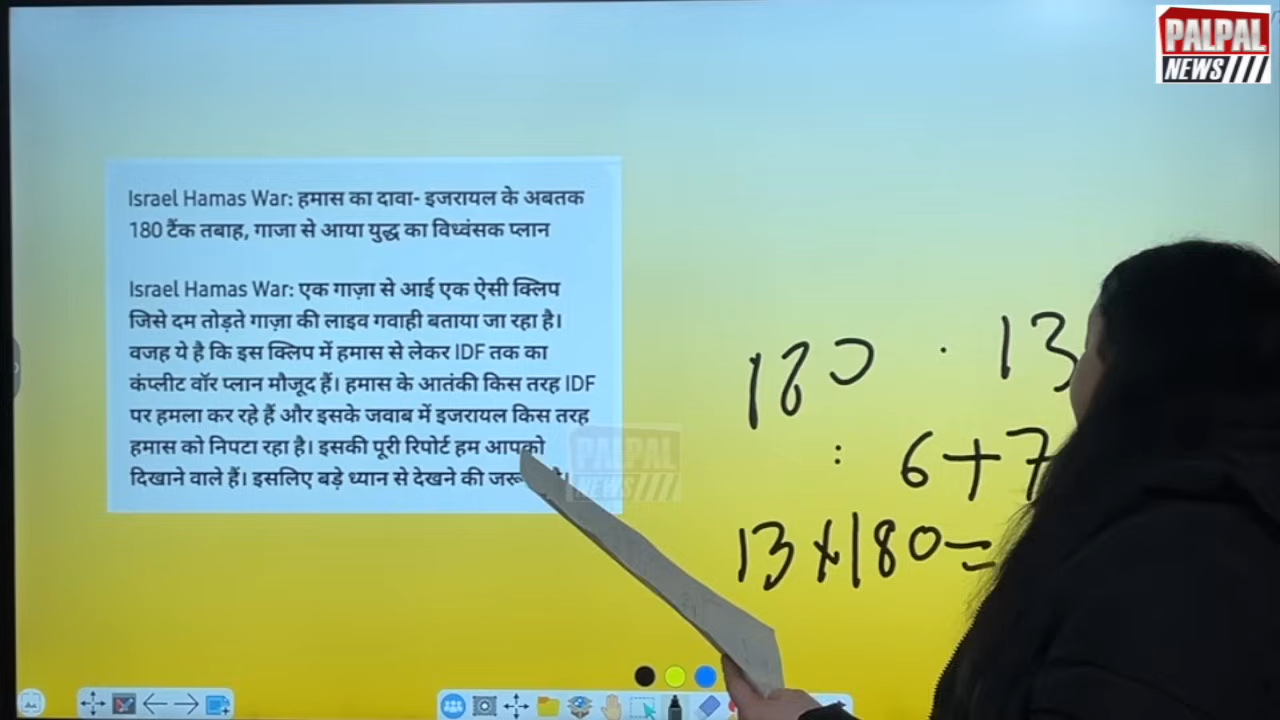 PALPAL
NEWS
Israel Hamas War: हमास का दावा- इजरायल के अबतक
180 टैंक तबाह, गाजा से आया युद्ध का विध्वंसक प्लान
Israel Hamas War: एक गाज़ा से आई एक ऐसी क्लिप
जिसे दम तोड़ते गाज़ा की लाइव गवाही बताया जा रहा है।
वजह ये है कि इस क्लिप में हमास से लेकर IDF तक का
कंप्लीट वॉर प्लान मौजूद हैं। हमास के आतंकी किस तरह IDF
पर हमला कर रहे हैं और इसके जवाब में इजरायल किस तरह
हमास को निपटा रहा है। इसकी पूरी रिपोर्ट हम आपको
दिखाने वाले हैं। इसलिए बड़े ध्यान से देखने की है।
PALPAL
NEWS
180 · 13
: 6+7
13×180=